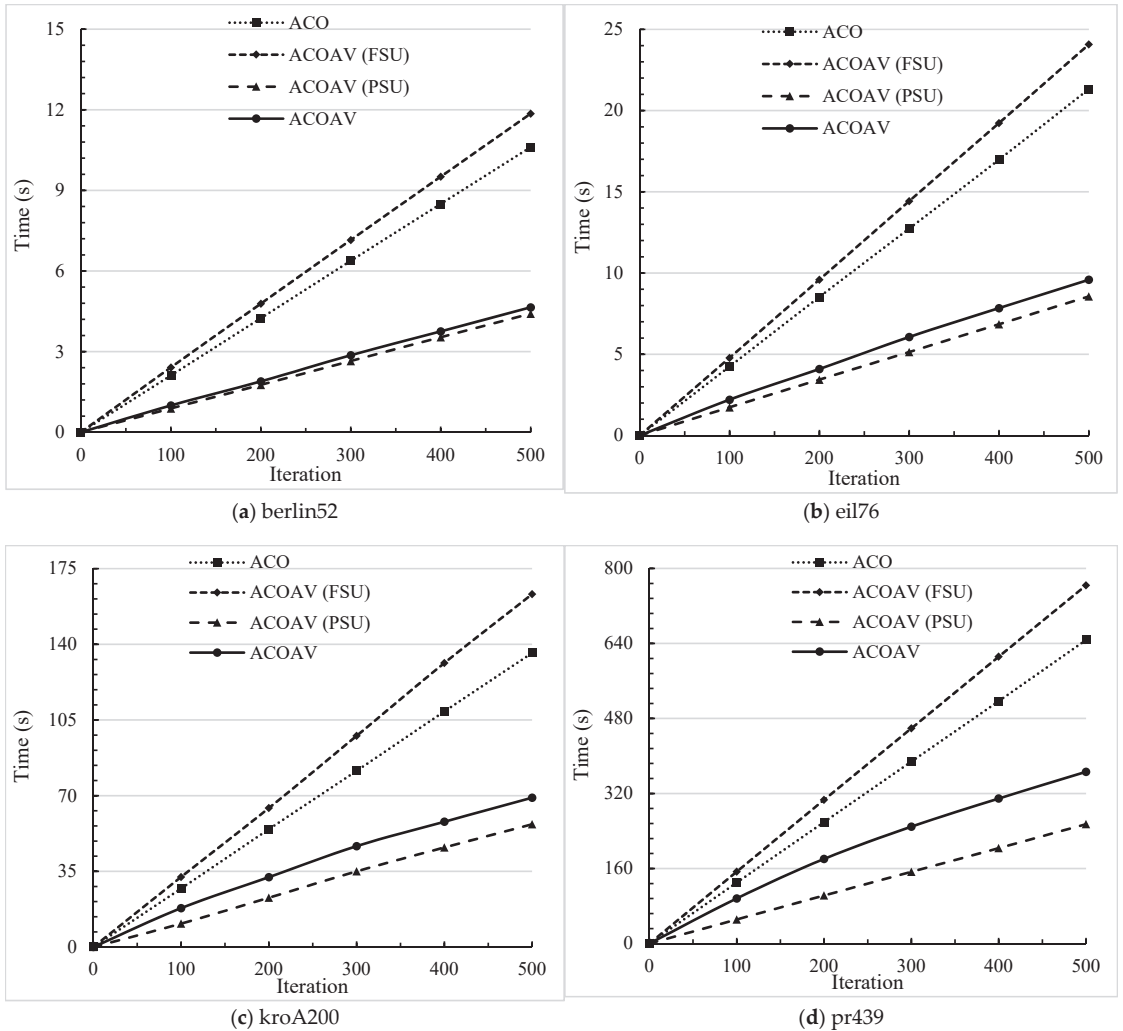 ACO
ACOAV (FSU)
ACOAV (PSU)
ACOAV
15
12
9
6
3
0
Time (s)
0 100 200 300 400 500
Iteration
(a) berlin52
ACO
ACOAV (FSU)
ACOAV (PSU)
ACOAV
25
20
15
10
5
0
Time (s)
0 100 200 300 400 500
Iteration
(b) eil76
ACO
ACOAV (FSU)
ACOAV (PSU)
ACOAV
175
140
105
70
35
0
Time (s)
0 100 200 300 400 500
Iteration
(c) kroA200
ACO
ACOAV (FSU)
ACOAV (PSU)
ACOAV
800
640
480
320
160
0
Time (s)
0 100 200 300 400 500
Iteration
(d) pr439